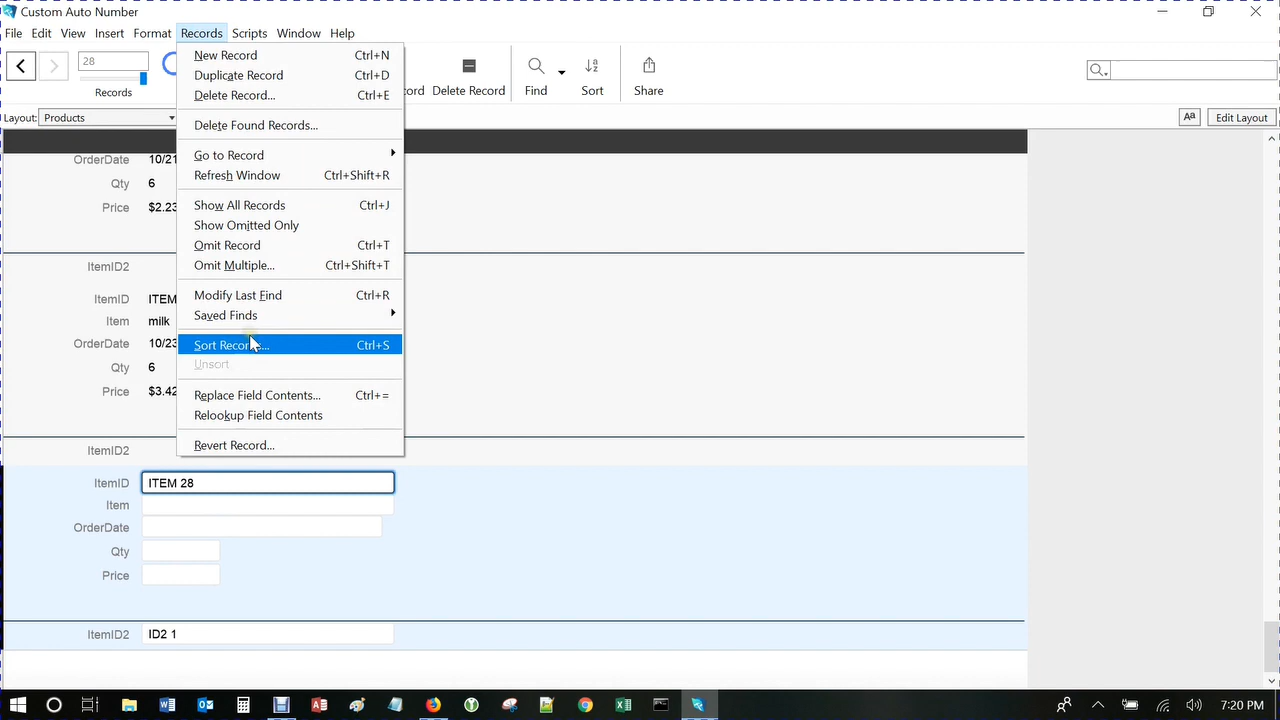 Custom Auto Number
File Edit View Insert Format Records Scripts Window Help
28
Records
ord
Delete Record
Find
Sort
Share
Layout: Products
Aa
Edit Layout
New Record Ctrl+N
Duplicate Record Ctrl+D
Delete Record... Ctrl+E
Delete Found Records...
Go to Record
Refresh Window Ctrl+Shift+R
Show All Records Ctrl+J
Show Omitted Only
Omit Record Ctrl+T
Omit Multiple... Ctrl+Shift+T
Modify Last Find Ctrl+R
Saved Finds
Sort Records... Ctrl+S
Unsort
Replace Field Contents... Ctrl+=
Relookup Field Contents
Revert Record...
OrderDate 10/21
Qty 6
Price $2.23
ItemID2
ItemID ITEM
Item milk
OrderDate 10/23
Qty 6
Price $3.42
ItemID2
ItemID ITEM 28
Item
OrderDate
Qty
Price
ItemID2 ID2 1
7:20 PM